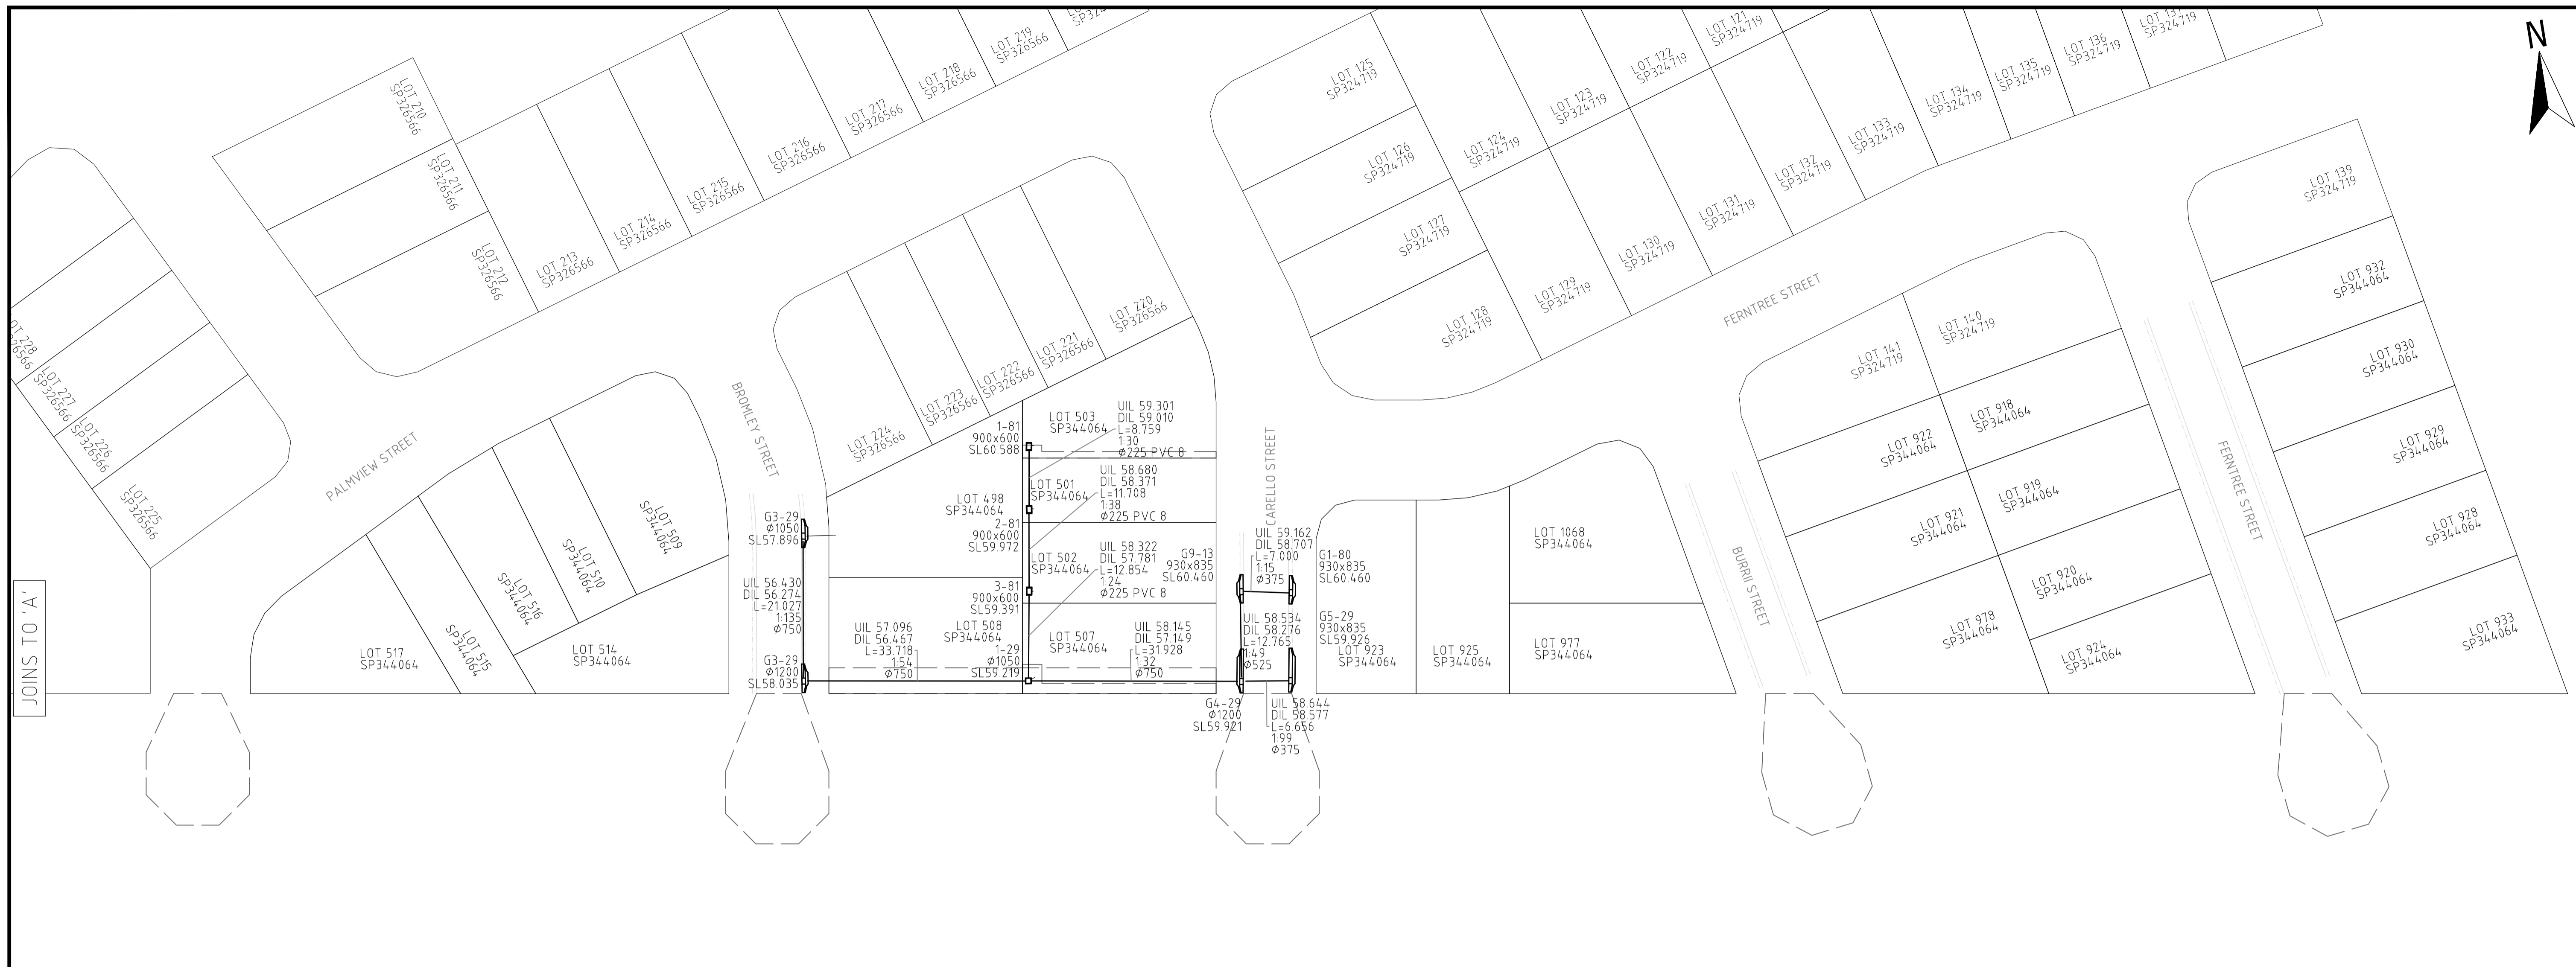 LOT 210
SP326566
LOT 211
SP326566
LOT 212
SP326566
LOT 213
SP326566
LOT 214
SP326566
LOT 215
SP326566
LOT 216
SP326566
LOT 217
SP326566
LOT 218
SP326566
LOT 219
SP326566
LOT 125
SP324719
LOT 126
SP324719
LOT 127
SP324719
LOT 128
SP324719
LOT 124
SP324719
LOT 123
SP324719
LOT 122
SP324719
LOT 121
SP324719
LOT 129
SP324719
LOT 130
SP324719
LOT 131
SP324719
LOT 132
SP324719
LOT 133
SP324719
LOT 134
SP324719
LOT 135
SP324719
LOT 136
SP324719
SP324719
N
LOT 139
SP324719
LOT 932
SP344064
LOT 930
SP344064
LOT 929
SP344064
LOT 928
SP344064
LOT 933
SP344064
FERNTREE STREET
FERNTREE STREET
LOT 140
SP324719
LOT 141
SP324719
LOT 918
SP344064
LOT 922
SP344064
LOT 919
SP344064
LOT 921
SP344064
LOT 920
SP344064
LOT 978
SP344064
LOT 924
SP344064
BURRIL STREET
LOT 1068
SP344064
LOT 977
SP344064
LOT 925
SP344064
LOT 923
SP344064
CARELLO STREET
LOT 220
SP326566
LOT 221
SP326566
LOT 222
SP326566
LOT 223
SP326566
LOT 224
SP326566
BROMLEY STREET
PALMVIEW STREET
LOT 227
SP326566
LOT 226
SP326566
LOT 225
SP326566
LOT 509
SP344064
LOT 510
SP344064
LOT 516
SP344064
LOT 515
SP344064
LOT 517
SP344064
LOT 514
SP344064
JOINS TO 'A'
LOT 503
SP344064
UIL 59.301
DIL 59.010
L=8.759
1:30
Ø225 PVC 8
1-81
900x600
SL60.588
LOT 498
SP344064
LOT 501
SP344064
UIL 58.680
DIL 58.371
L=11.708
1:38
Ø225 PVC 8
2-81
900x600
SL59.972
LOT 502
SP344064
UIL 58.322
DIL 57.781
L=12.854
1:24
Ø225 PVC 8
3-81
900x600
SL59.391
G9-13
930x835
SL60.460
UIL 59.162
DIL 58.707
L=7.000
1:15
Ø375
G1-80
930x835
SL60.460
G3-29
Ø1050
SL57.896
UIL 56.430
DIL 56.274
L=21.027
1:135
Ø750
G3-29
Ø1200
SL58.035
UIL 57.096
DIL 56.467
L=33.718
1:54
Ø750
LOT 508
SP344064
1-29
Ø1050
SL59.219
LOT 507
SP344064
UIL 58.145
DIL 57.149
L=31.928
1:32
Ø750
UIL 58.534
DIL 58.276
L=12.765
1:49
Ø525
G5-29
930x835
SL59.926
G4-29
Ø1200
SL59.921
UIL 58.644
DIL 58.577
L=6.656
1:99
Ø375